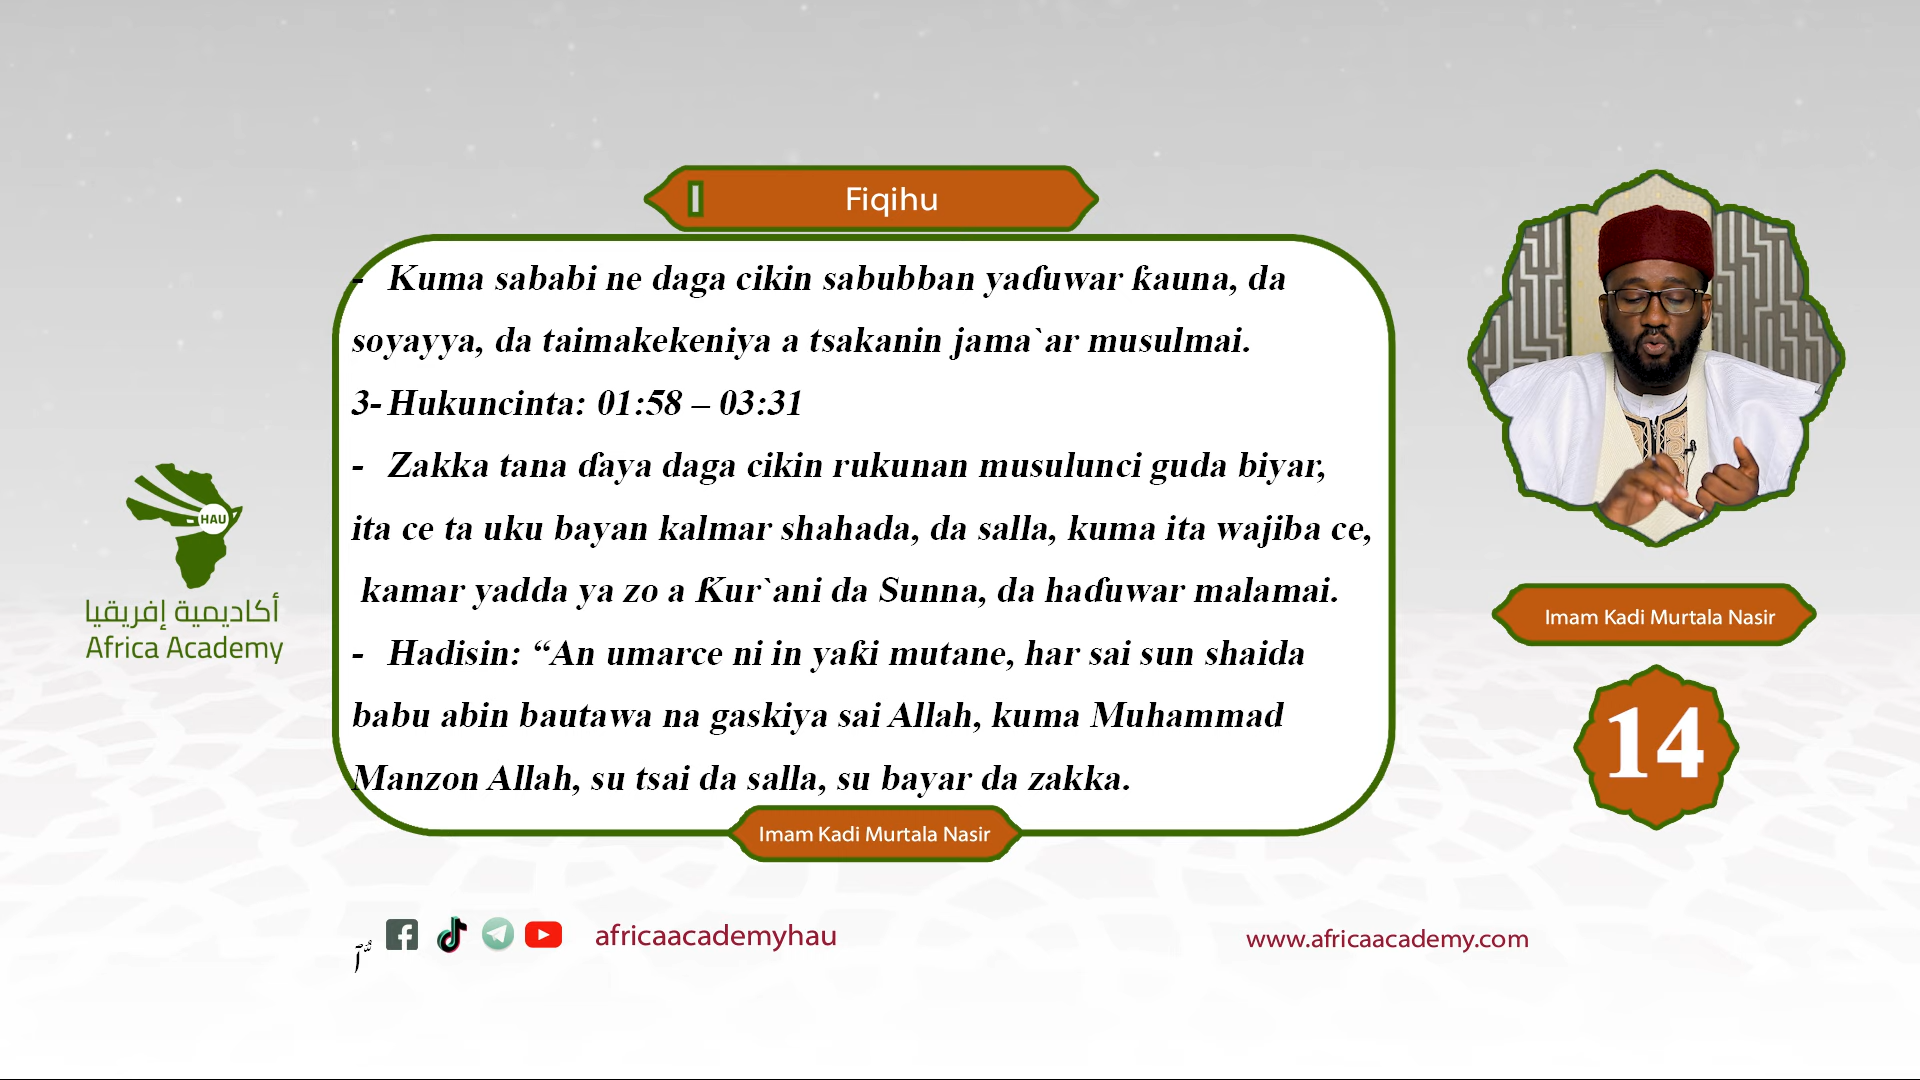 Fiqihu
- Kuma sababi ne daga cikin sabubban yaɗuwar ƙauna, da
soyayya, da taimakekeniya a tsakanin jama`ar musulmai.
3- Hukuncinta: 01:58 – 03:31
- Zakka tana ɗaya daga cikin rukunan musulunci guda biyar,
ita ce ta uku bayan kalmar shahada, da salla, kuma ita wajiba ce,
kamar yadda ya zo a Ƙur`ani da Sunna, da haɗuwar malamai.
- Hadisin: “An umarce ni in yaƙi mutane, har sai sun shaida
babu abin bautawa na gaskiya sai Allah, kuma Muhammad
Manzon Allah, su tsai da salla, su bayar da zakka.
Imam Kadi Murtala Nasir
Imam Kadi Murtala Nasir
14
HAU
أكاديمية إفريقيا
Africa Academy
africaacademyhau
www.africaacademy.com